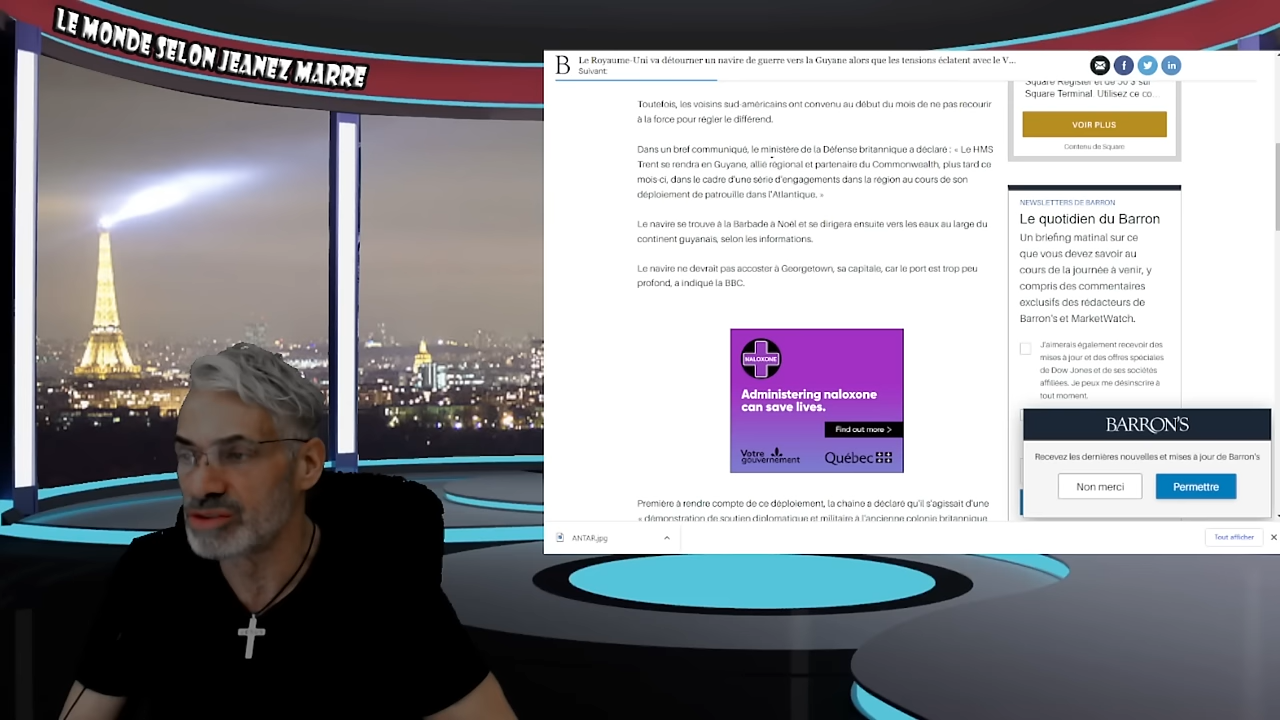 LE MONDE SELON JEANEZ MARRE
B
Le Royaume-Uni va détourner un navire de guerre vers la Guyane alors que les tensions éclatent avec le V...
Suivant:
Toutefois, les voisins sud-américains ont convenu au début du mois de ne pas recourir
à la force pour régler le différend.
Dans un bref communiqué, le ministère de la Défense britannique a déclaré : « Le HMS
Trent se rendra en Guyane, allié régional et partenaire du Commonwealth, plus tard ce
mois-ci, dans le cadre d'une série d'engagements dans la région au cours de son
déploiement de patrouille dans l'Atlantique. »
Le navire se trouve à la Barbade à Noël et se dirigera ensuite vers les eaux au large du
continent guyanais, selon les informations.
Le navire ne devrait pas accoster à Georgetown, sa capitale, car le port est trop peu
profond, a indiqué la BBC.
NALOXONE
Administering naloxone
can save lives.
Find out more >
Votre
gouvernement
Québec
Première à rendre compte de ce déploiement, la chaîne a déclaré qu'il s'agissait d'une
« démonstration de soutien diplomatique et militaire à l'ancienne colonie britannique
Square Register et de 50 $ sur
Square Terminal. Utilisez ce co...
VOIR PLUS
Contenu de Square
NEWSLETTERS DE BARRON
Le quotidien du Barron
Un briefing matinal sur ce
que vous devez savoir au
cours de la journée à venir, y
compris des commentaires
exclusifs des rédacteurs de
Barron's et MarketWatch.
J'aimerais également recevoir des
mises à jour et des offres spéciales
de Dow Jones et de ses sociétés
affiliées. Je peux me désinscrire à
tout moment.
BARRON'S
Recevez les dernières nouvelles et mises à jour de Barron's
Non merci
Permettre
ANTAR.jpg
Tout afficher